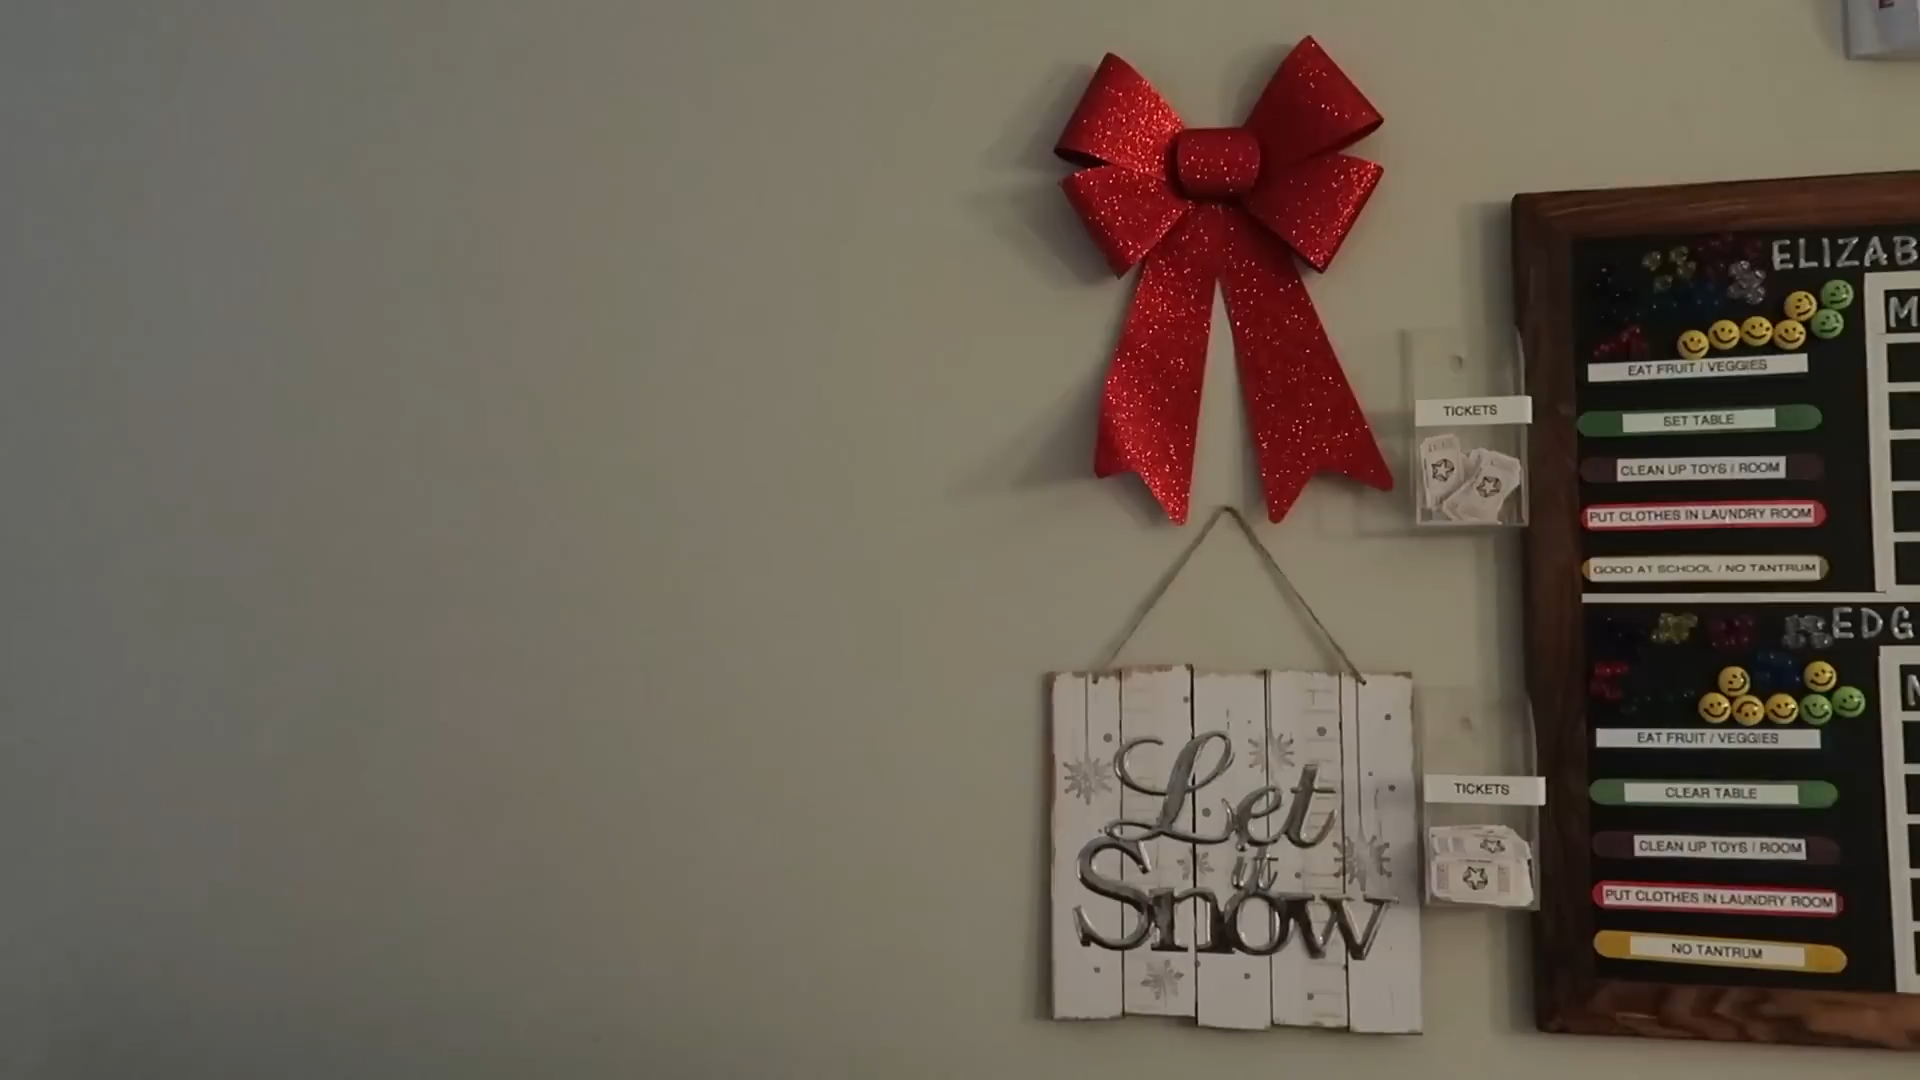 ELIZAB
M
TICKETS
EAT FRUIT / VEGGIES
SET TABLE
CLEAN UP TOYS / ROOM
PUT CLOTHES IN LAUNDRY ROOM
GOOD AT SCHOOL / NO TANTRUM
EDG
TICKETS
EAT FRUIT / VEGGIES
CLEAR TABLE
CLEAN UP TOYS / ROOM
PUT CLOTHES IN LAUNDRY ROOM
NO TANTRUM
Let
it
Snow